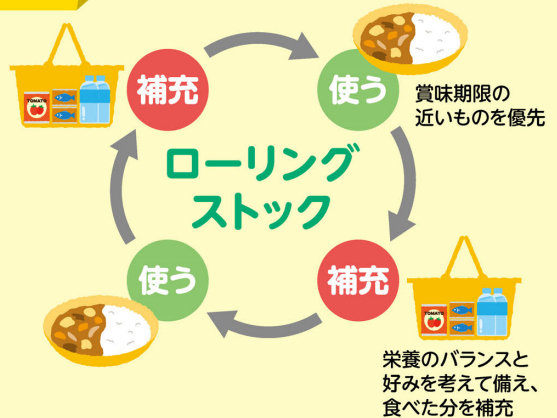 補充
使う
賞味期限の
近いものを優先
TOMATO
ローリング
ストック
使う
補充
TOMATO
栄養のバランスと
好みを考えて備え、
食べた分を補充